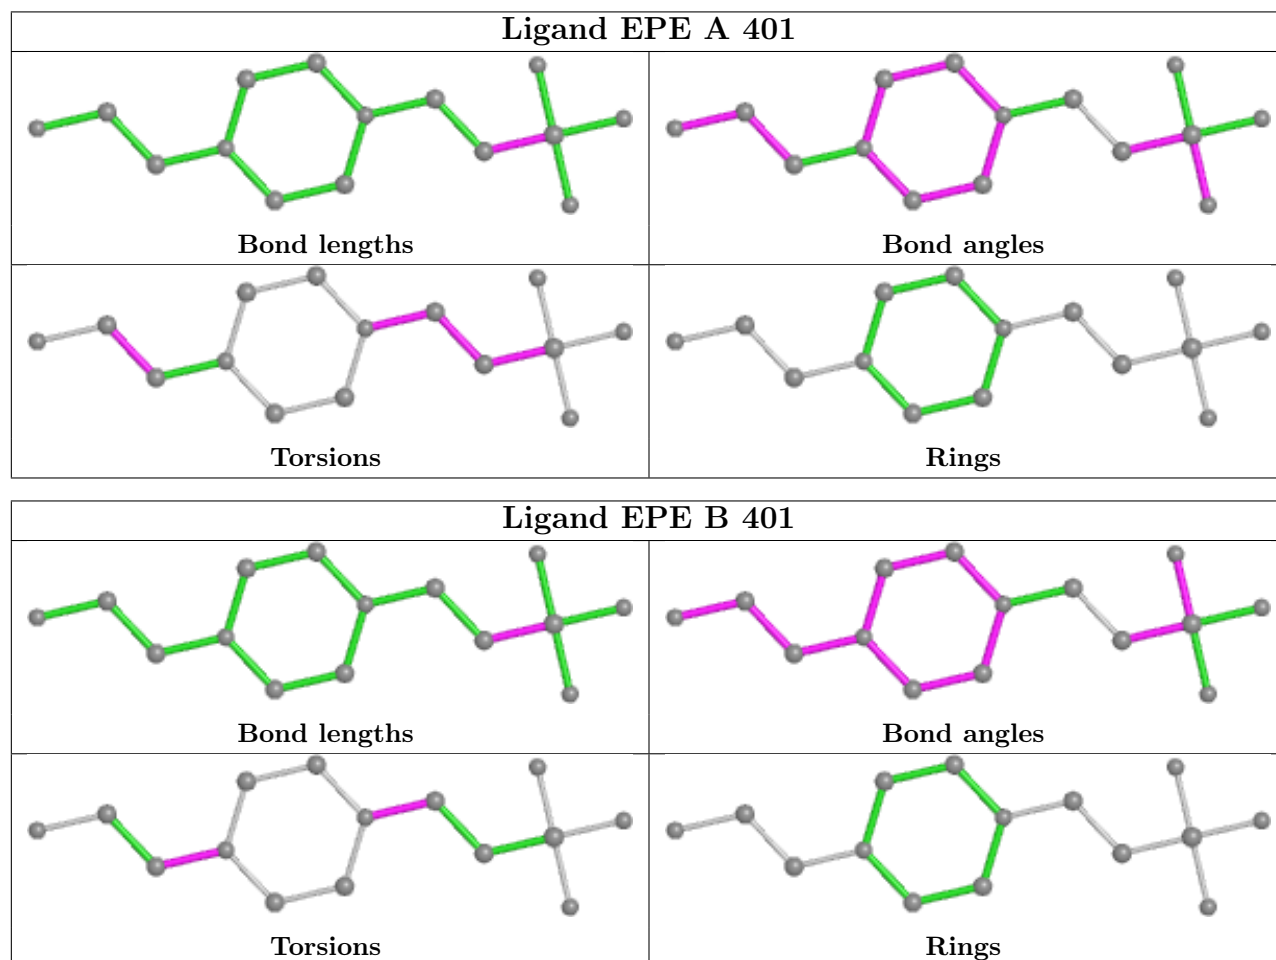 Ligand EPE A 401
Bond lengths
Bond angles
Torsions
Rings
Ligand EPE B 401
Bond lengths
Bond angles
Torsions
Rings